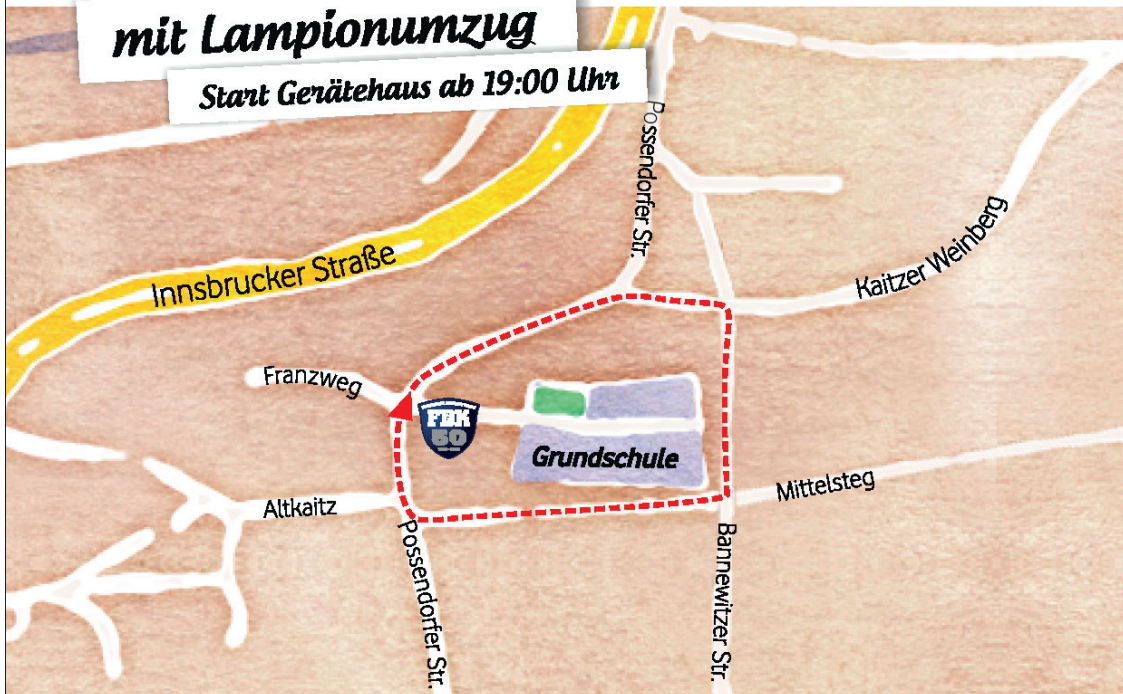 mit Lampionumzug
Start Gerätehaus ab 19:00 Uhr
Possendorfer Str.
Innsbrucker Straße
Kaitzer Weinberg
Franzweg
FBK
50
Grundschule
Mittelsteg
Altkaitz
Possendorfer Str.
Bannewitzer Str.